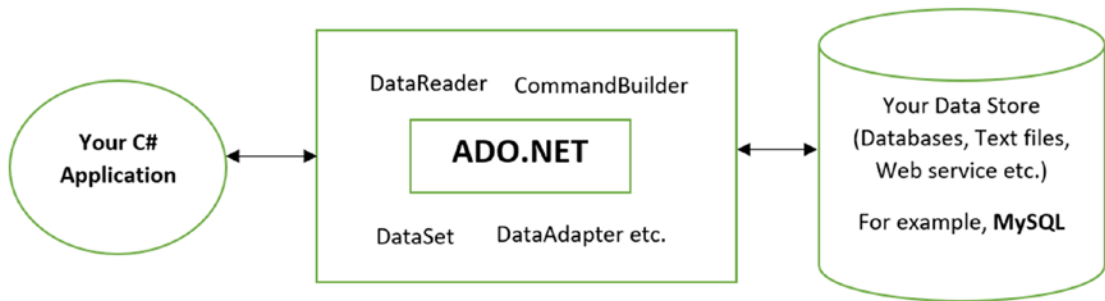 Your C#
Application
DataReader
CommandBuilder
ADO.NET
DataSet
DataAdapter etc.
Your Data Store
(Databases, Text files,
Web service etc.)
For example, MySQL